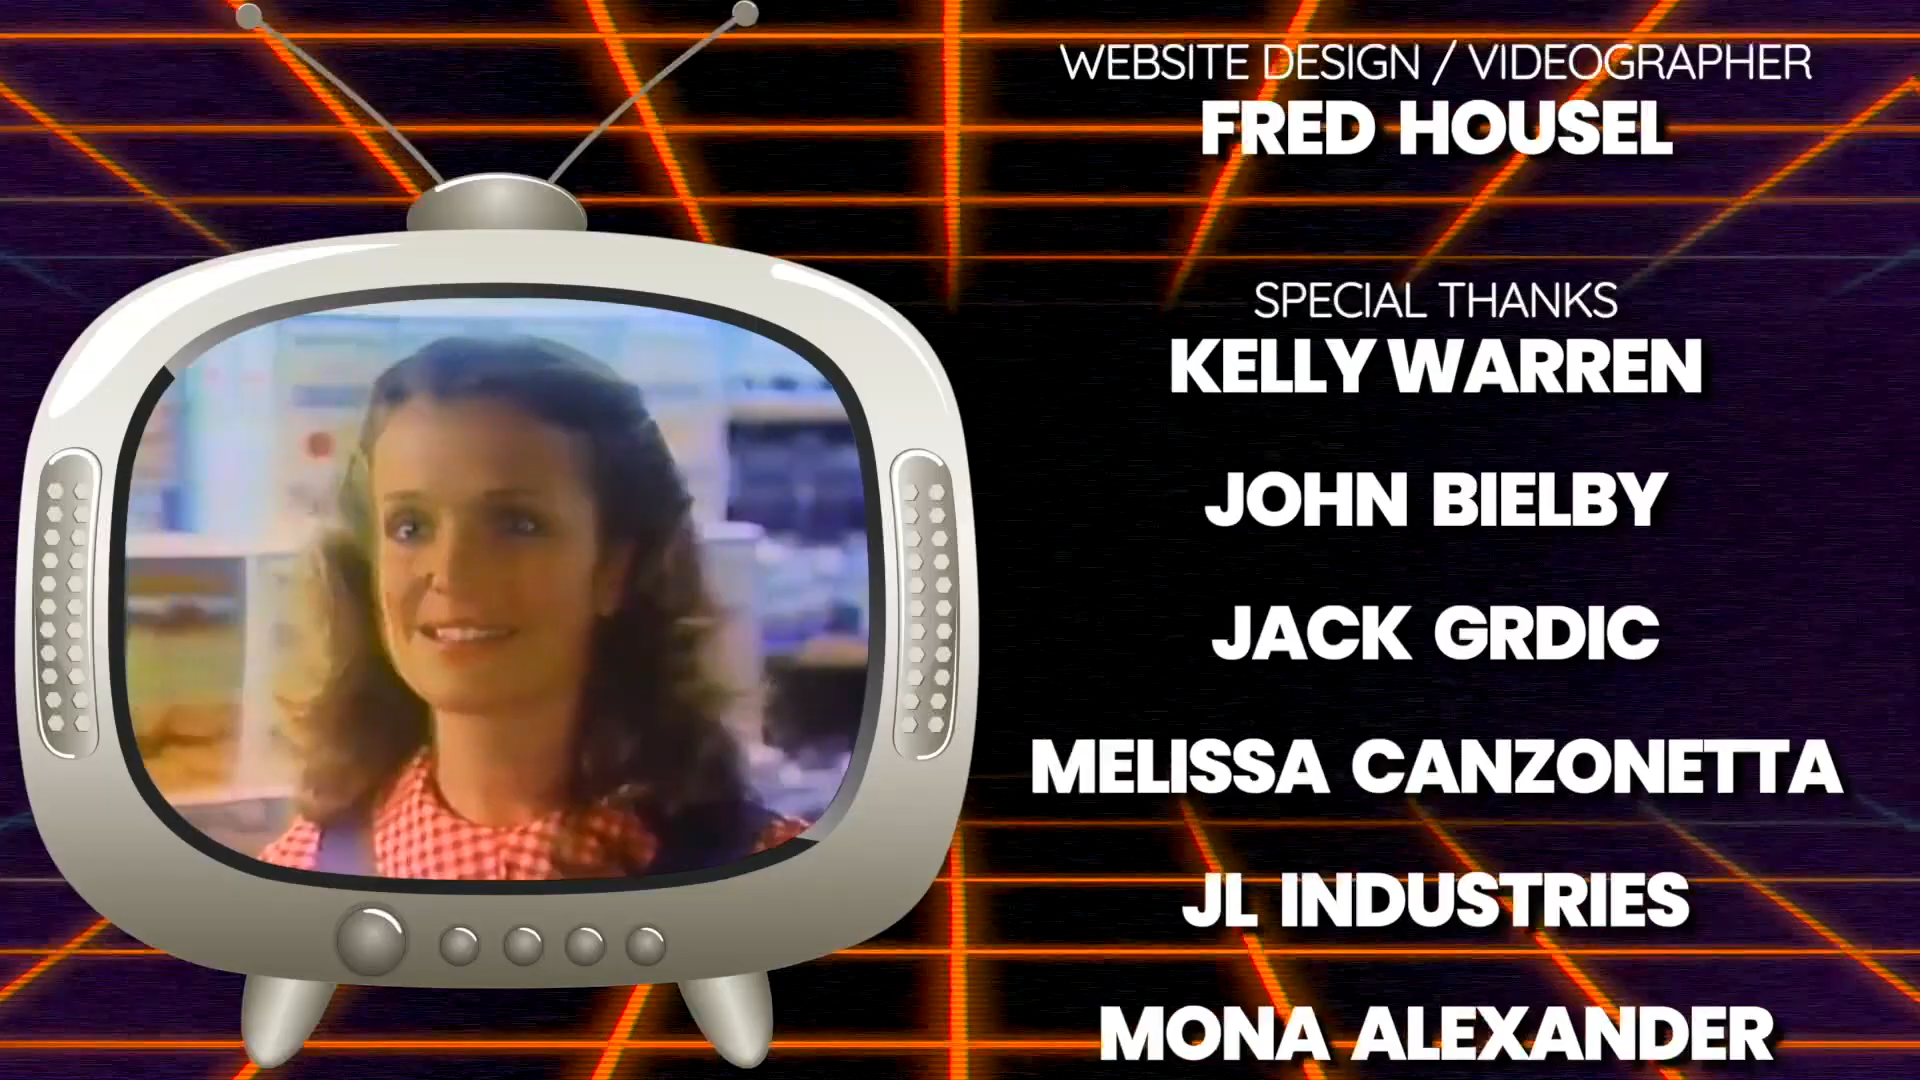 WEBSITE DESIGN / VIDEOGRAPHER
FRED HOUSEL
SPECIAL THANKS
KELLY WARREN
JOHN BIELBY
JACK GRDIC
MELISSA CANZONETTA
JL INDUSTRIES
MONA ALEXANDER